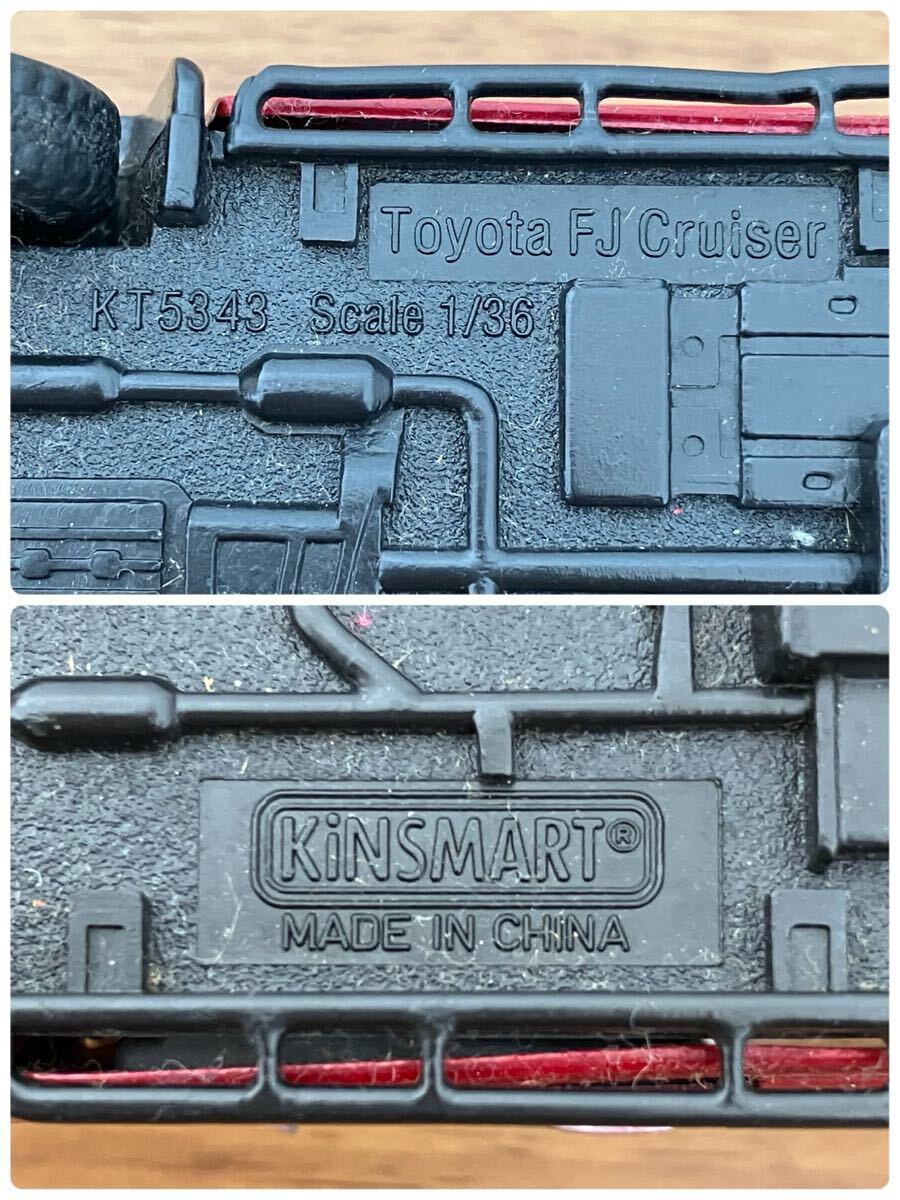 Toyota FJ Cruiser
KT5343 Scale 1/36
KiNSMART®
MADE IN CHINA